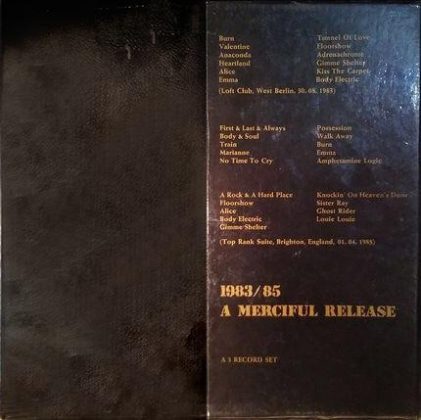 Burn Tunnel Of Love
Valentine Floorshow
Anaconda Adrenachrome
Heartland Gimme Shelter
Alice Kiss The Carpet
Emma Body Electric
(Loft Club, West Berlin, 30. 08. 1983)
First & Last & Always Possession
Body & Soul Walk Away
Train Burn
Marianne Emma
No Time To Cry Amphetamine Logic
A Rock & A Hard Place Knockin' On Heaven's Door
Floorshow Sister Ray
Alice Ghost Rider
Body Electric Louie Louie
Gimme Shelter
(Top Rank Suite, Brighton, England, 01. 04. 1985)
1983/85
A MERCIFUL RELEASE
A 3 RECORD SET